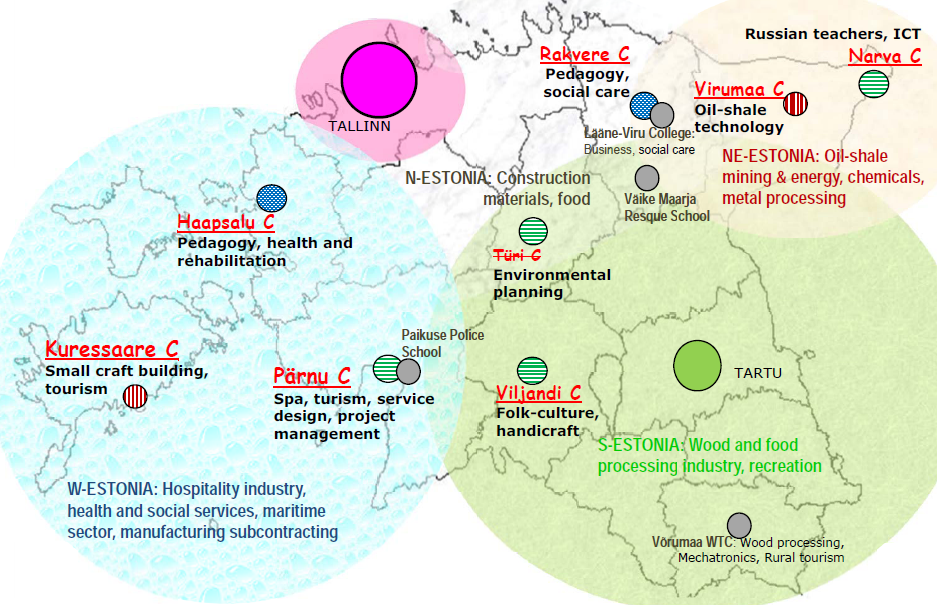 Russian teachers, ICT
Narva C
Rakvere C
Pedagogy,
social care
Virumaa C
Oil-shale
technology
TALLINN
Lääne-Viru College:
Business, social care
NE-ESTONIA: Oil-shale
mining & energy, chemicals,
metal processing
N-ESTONIA: Construction
materials, food
Väike Maarja
Resque School
Haapsalu C
Pedagogy, health and
rehabilitation
Türi C
Environmental
planning
Paikuse Police
School
Kuressaare C
Small craft building,
tourism
Pärnu C
Spa, turism, service
design, project
management
Viljandi C
Folk-culture,
handicraft
TARTU
S-ESTONIA: Wood and food
processing industry, recreation
W-ESTONIA: Hospitality industry,
health and social services, maritime
sector, manufacturing subcontracting
Võrumaa WTC: Wood processing,
Mechatronics, Rural tourism